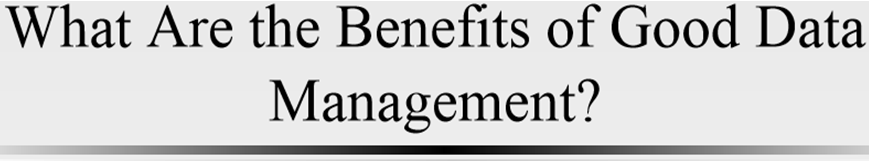 What Are the Benefits of Good Data
Management?